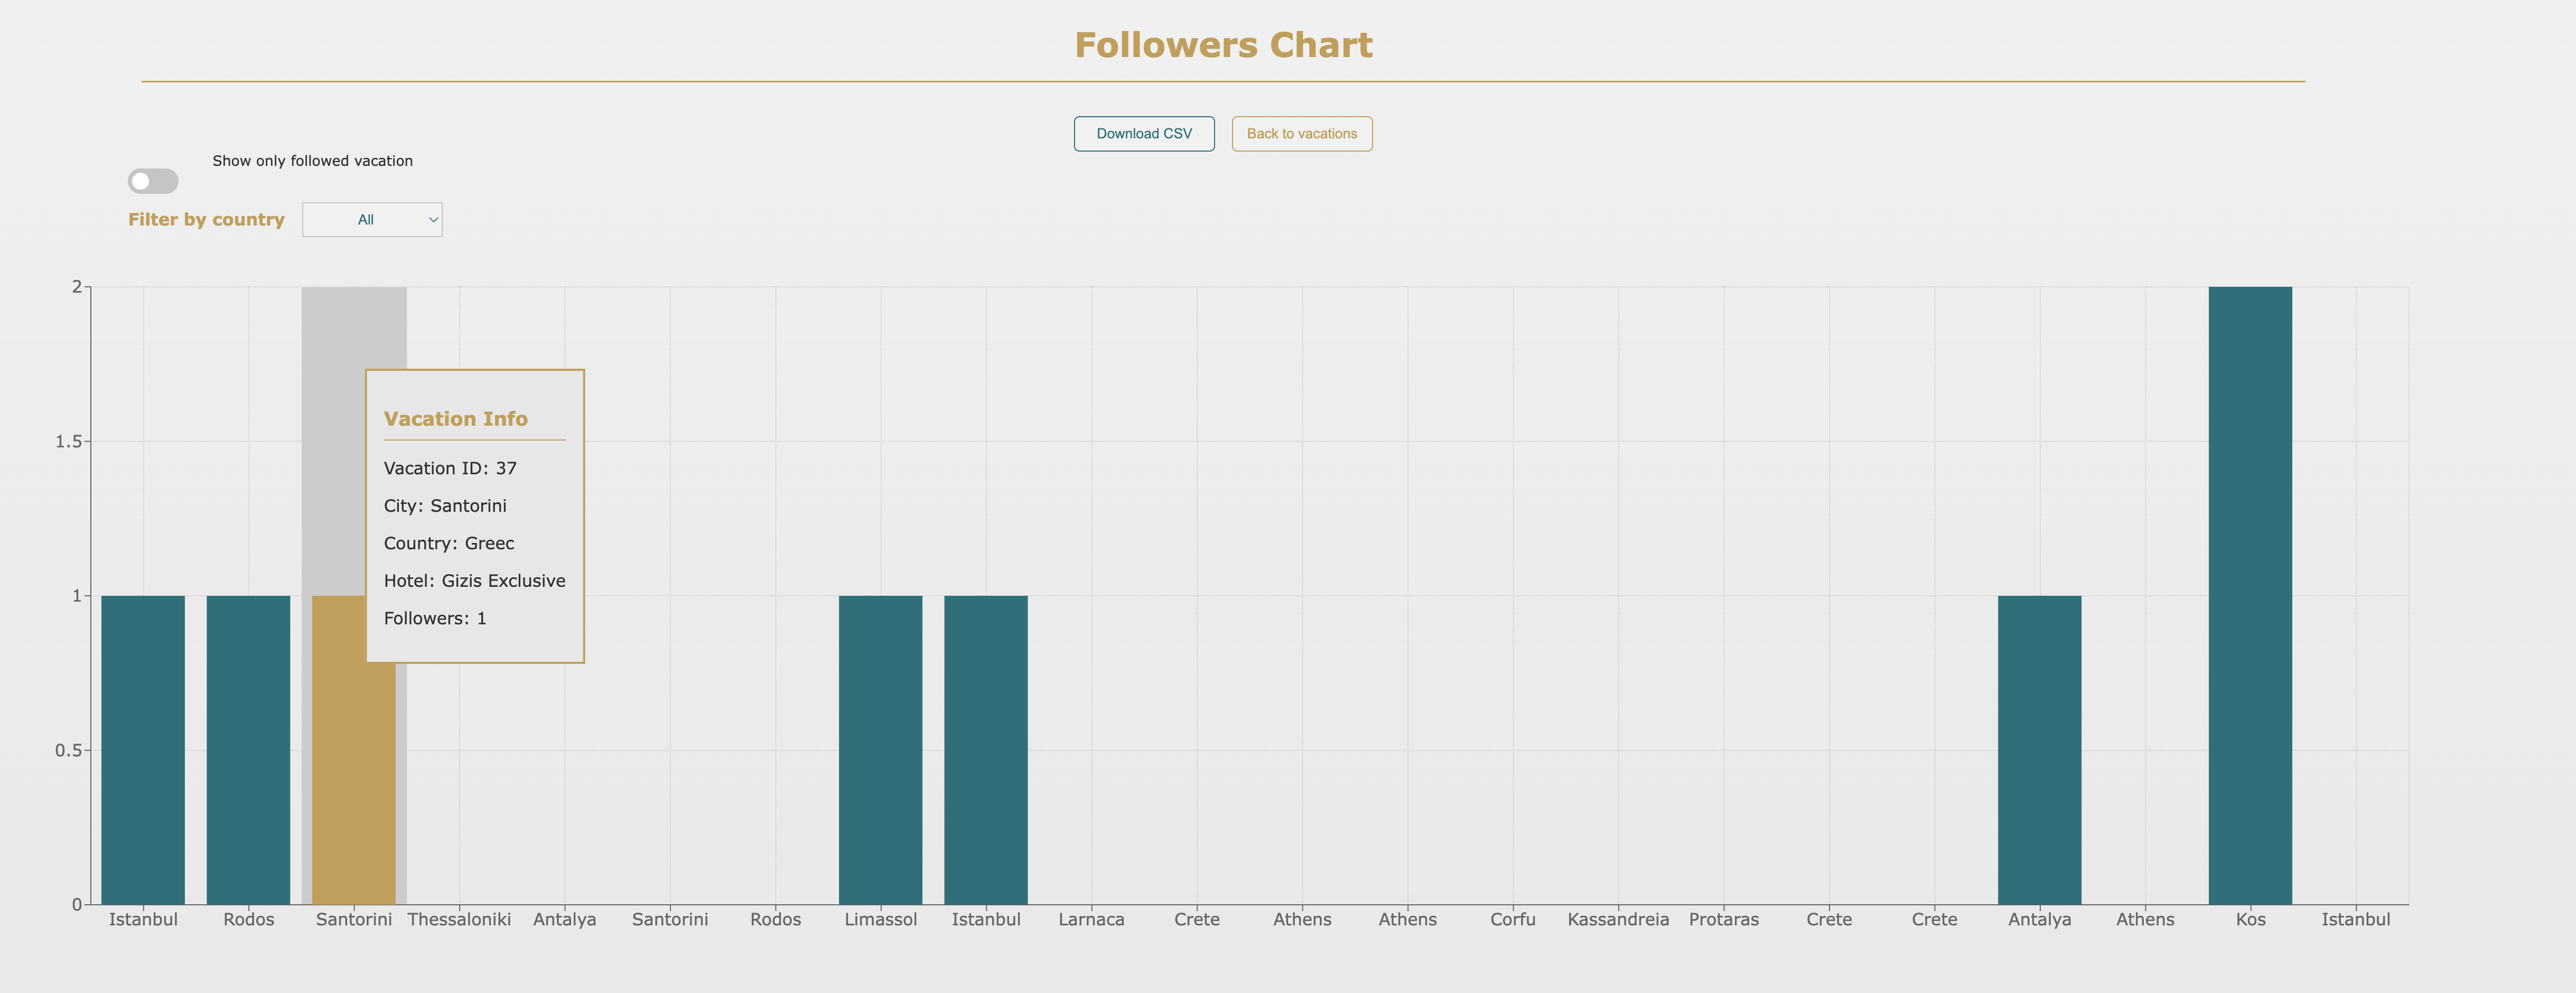 Followers Chart
Download CSV
Back to vacations
Show only followed vacation
Filter by country
All
2
1.5
1
0.5
0
Vacation Info
Vacation ID: 37
City: Santorini
Country: Greec
Hotel: Gizis Exclusive
Followers: 1
Istanbul
Rodos
Santorini
Thessaloniki
Antalya
Santorini
Rodos
Limassol
Istanbul
Larnaca
Crete
Athens
Athens
Corfu
Kassandreia
Protaras
Crete
Crete
Antalya
Athens
Kos
Istanbul